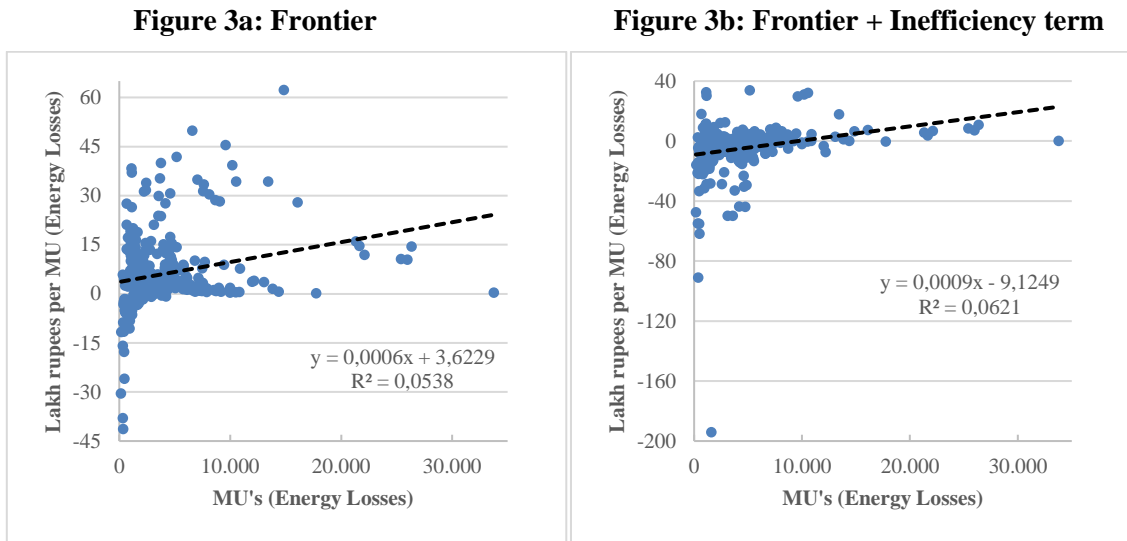 Figure 3a: Frontier
Lakh rupees per MU (Energy Losses)
60
45
30
15
0
-15
-30
-45
y = 0,0006x + 3,6229
R² = 0,0538
0
10.000
20.000
30.000
MU's (Energy Losses)
Figure 3b: Frontier + Inefficiency term
Lakh rupees per MU (Energy Losses)
40
0
-40
-80
-120
-160
-200
y = 0,0009x - 9,1249
R² = 0,0621
0
10.000
20.000
30.000
MU's (Energy Losses)